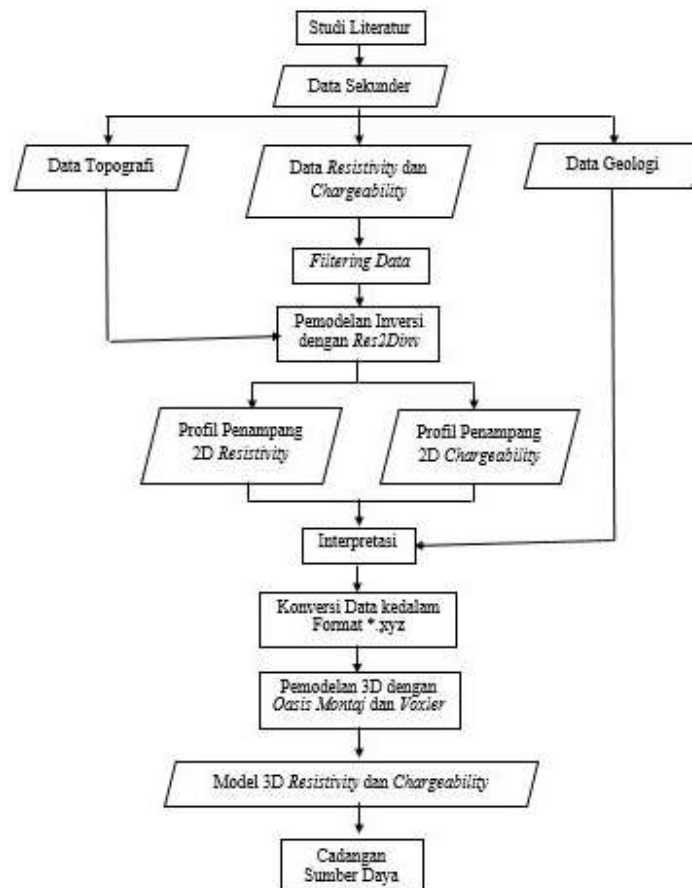 Studi Literatur
Data Sekunder
Data Topografi
Data Resistivity dan
Chargeability
Data Geologi
Filtering Data
Pemodelan Inversi
dengan Res2Dinv
Profil Penampang
2D Resistivity
Profil Penampang
2D Chargeability
Interpretasi
Konversi Data kedalam
Format *.xyz
Pemodelan 3D dengan
Oasis Montaj dan Voxler
Model 3D Resistivity dan Chargeability
Cadangan
Sumber Daya